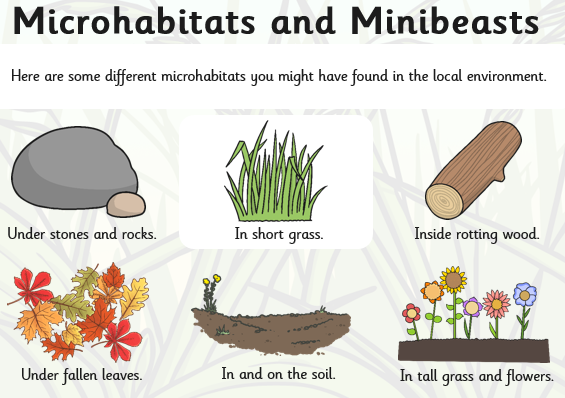 Microhabitats and Minibeasts
Here are some different microhabitats you might have found in the local environment.
Under stones and rocks.
In short grass.
Inside rotting wood.
Under fallen leaves.
In and on the soil.
In tall grass and flowers.